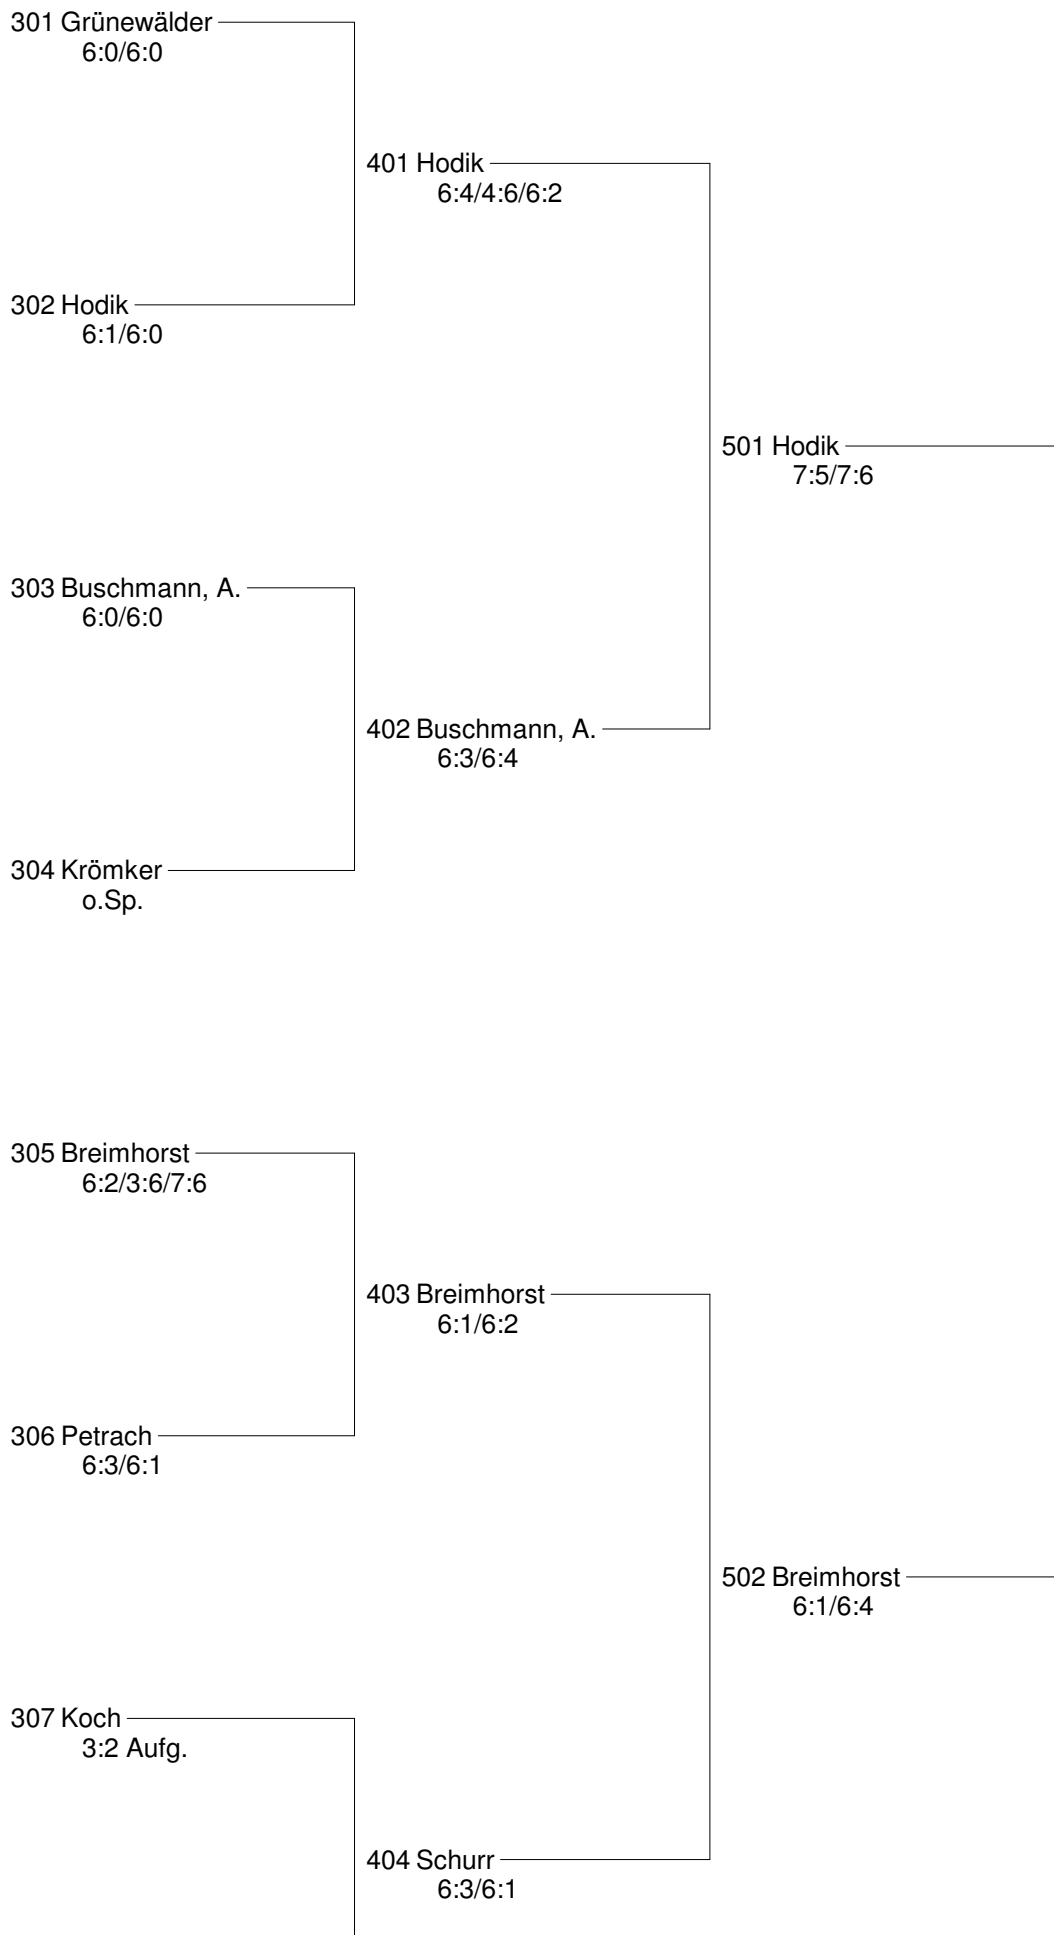 301 Grünewälder
6:0/6:0
401 Hodik
6:4/4:6/6:2
302 Hodik
6:1/6:0
501 Hodik
7:5/7:6
303 Buschmann, A.
6:0/6:0
402 Buschmann, A.
6:3/6:4
304 Krömker
o.Sp.
305 Breimhorst
6:2/3:6/7:6
403 Breimhorst
6:1/6:2
306 Petrach
6:3/6:1
502 Breimhorst
6:1/6:4
307 Koch
3:2 Aufg.
404 Schurr
6:3/6:1